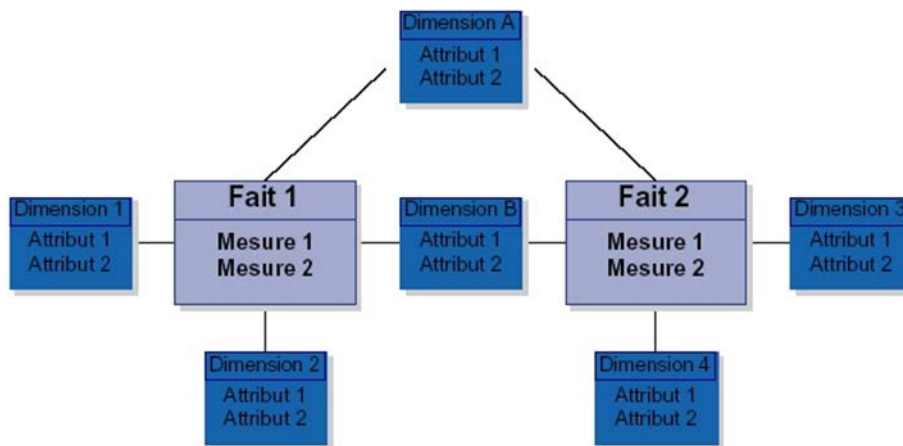 Dimension A
Attribut 1
Attribut 2
Fait 1
Mesure 1
Mesure 2
Fait 2
Mesure 1
Mesure 2
Dimension 1
Attribut 1
Attribut 2
Dimension B
Attribut 1
Attribut 2
Dimension 3
Attribut 1
Attribut 2
Dimension 2
Attribut 1
Attribut 2
Dimension 4
Attribut 1
Attribut 2